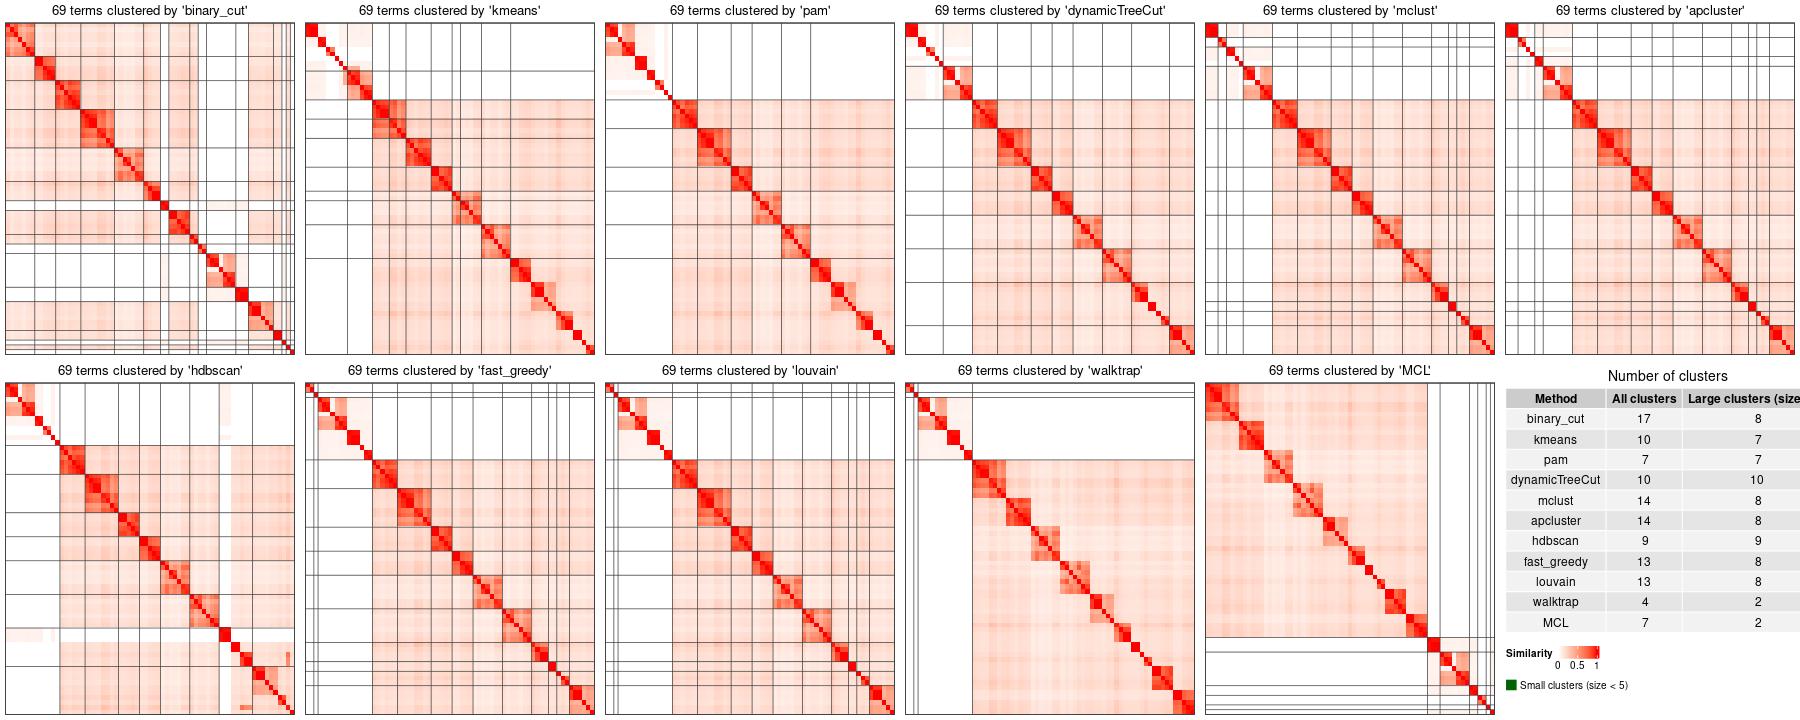 69 terms clustered by 'binary_cut'
69 terms clustered by 'kmeans'
69 terms clustered by 'pam'
69 terms clustered by 'dynamicTreeCut'
69 terms clustered by 'mclust'
69 terms clustered by 'apcluster'
69 terms clustered by 'hdbscan'
69 terms clustered by 'fast_greedy'
69 terms clustered by 'louvain'
69 terms clustered by 'walktrap'
69 terms clustered by 'MCL'
Number of clusters
Method All clusters Large clusters (size
binary_cut 17 8
kmeans 10 7
pam 7 7
dynamicTreeCut 10 10
mclust 14 8
apcluster 14 8
hdbscan 9 9
fast_greedy 13 8
louvain 13 8
walktrap 4 2
MCL 7 2
Similarity
0 0.5 1
Small clusters (size < 5)